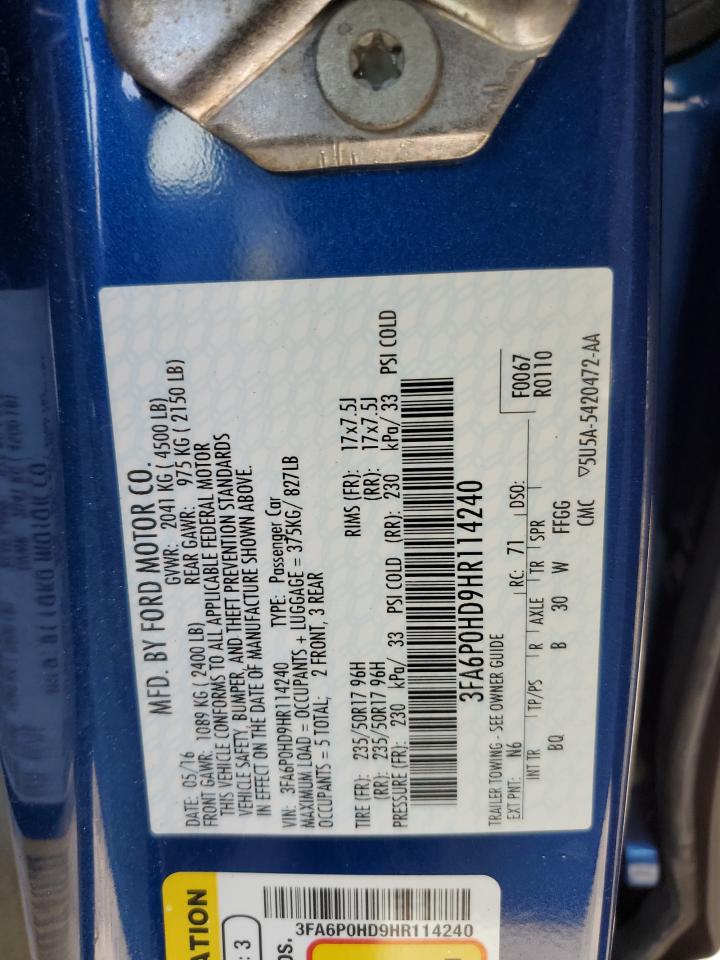 MFD. BY FORD MOTOR CO.
DATE: 05/16 GVWR: 2041 KG ( 4500 LB)
FRONT GAWR: 1089 KG ( 2400 LB) REAR GAWR: 975 KG ( 2150 LB)
THIS VEHICLE CONFORMS TO ALL APPLICABLE FEDERAL MOTOR
VEHICLE SAFETY, BUMPER, AND THEFT PREVENTION STANDARDS
IN EFFECT ON THE DATE OF MANUFACTURE SHOWN ABOVE.
VIN: 3FA6P0HD9HR114240 TYPE: Passenger Car
MAXIMUM LOAD = OCCUPANTS + LUGGAGE = 375KG/ 827LB
OCCUPANTS = 5 TOTAL: 2 FRONT, 3 REAR
TIRE (FR): 235/50R17 96H RIMS (FR): 17x7.5J
(RR): 235/50R17 96H (RR): 17x7.5J
PRESSURE (FR): 230 kPa/ 33 PSI COLD (RR): 230 kPa/ 33 PSI COLD
3FA6P0HD9HR114240
TRAILER TOWING - SEE OWNER GUIDE
F0067
EXT PNT: N6 RC: 71 DSO: R0110
INT TR TP/PS R AXLE TR SPR
BQ B 30 W FFGG
CMC ▽5U5A-5420472-AA
ATION
: 3
OS.
3FA6P0HD9HR114240